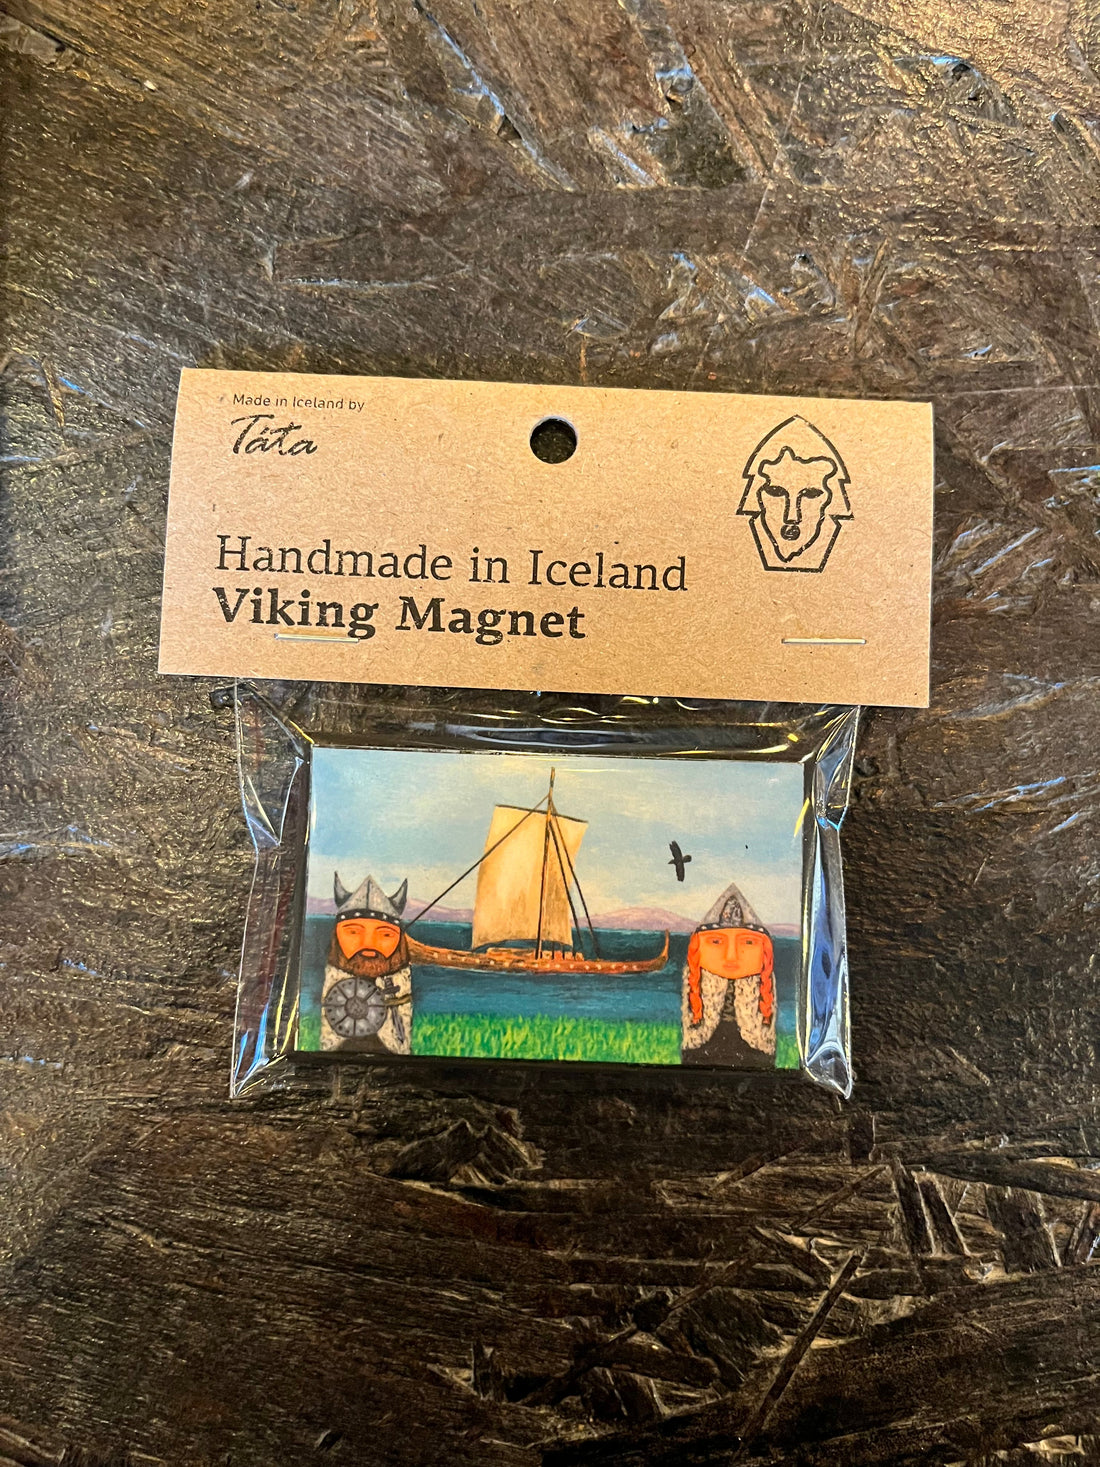 Made in Iceland by
Táta
Handmade in Iceland
Viking Magnet